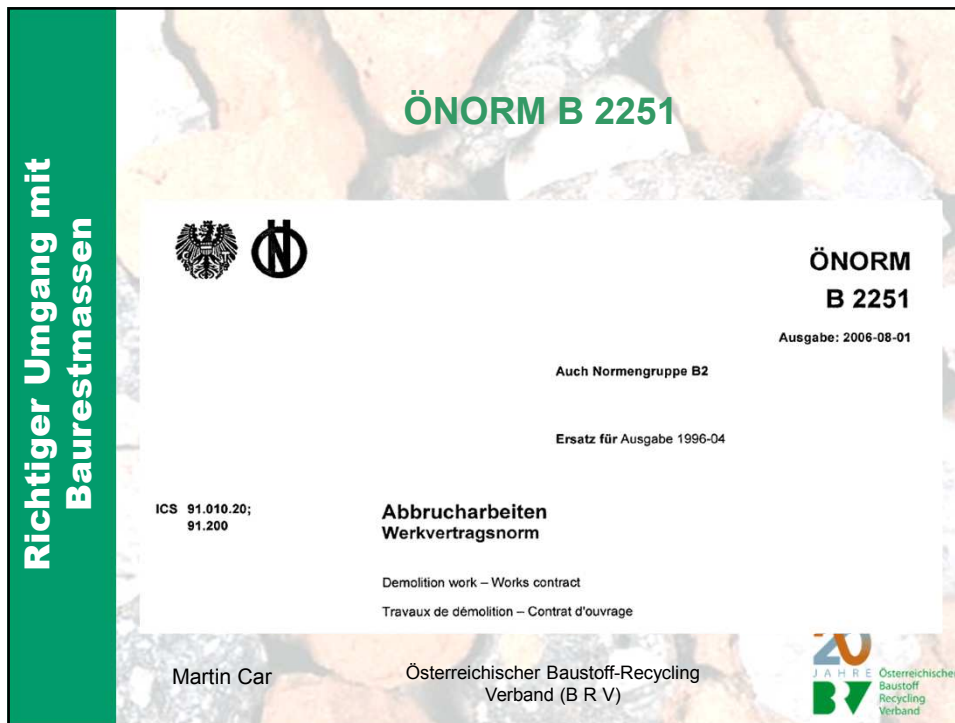 Richtiger Umgang mit
Baurestmassen
ÖNORM B 2251
ÖNORM
B 2251
Ausgabe: 2006-08-01
Auch Normengruppe B2
Ersatz für Ausgabe 1996-04
ICS 91.010.20;
91.200
Abbrucharbeiten
Werkvertragsnorm
Demolition work – Works contract
Travaux de démolition – Contrat d'ouvrage
Martin Car
Österreichischer Baustoff-Recycling
Verband (B R V)
20
JAHRE
BV
Österreichischer
Baustoff
Recycling
Verband